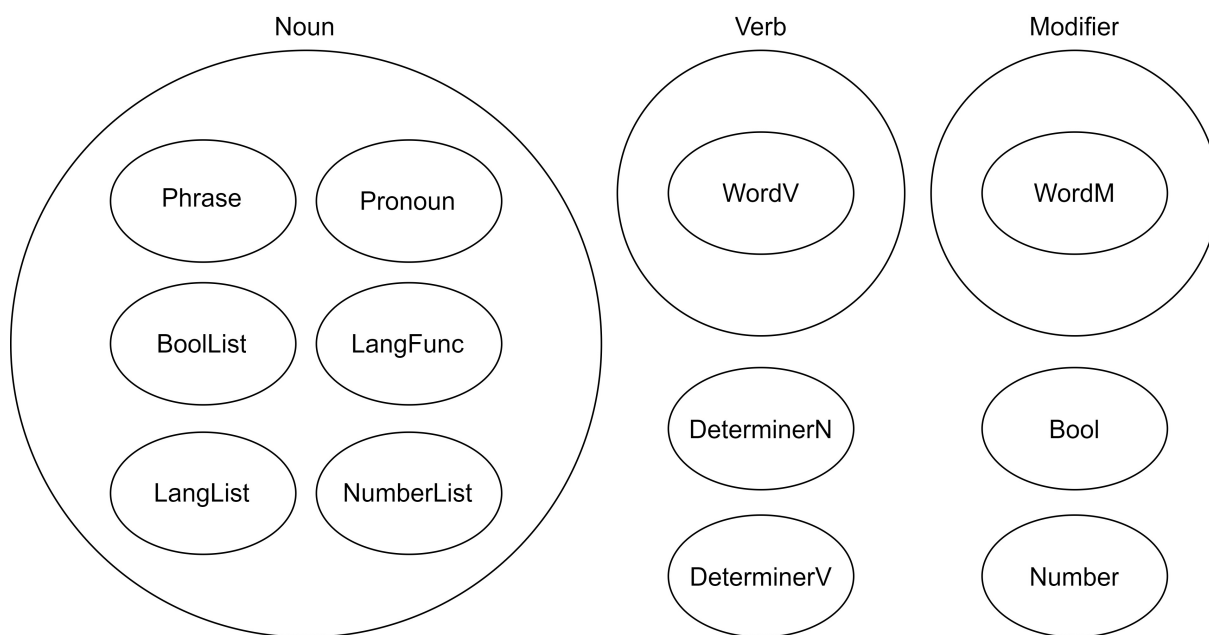 Noun
Verb
Modifier
Phrase
Pronoun
WordV
WordM
BoolList
LangFunc
DeterminerN
Bool
LangList
NumberList
DeterminerV
Number